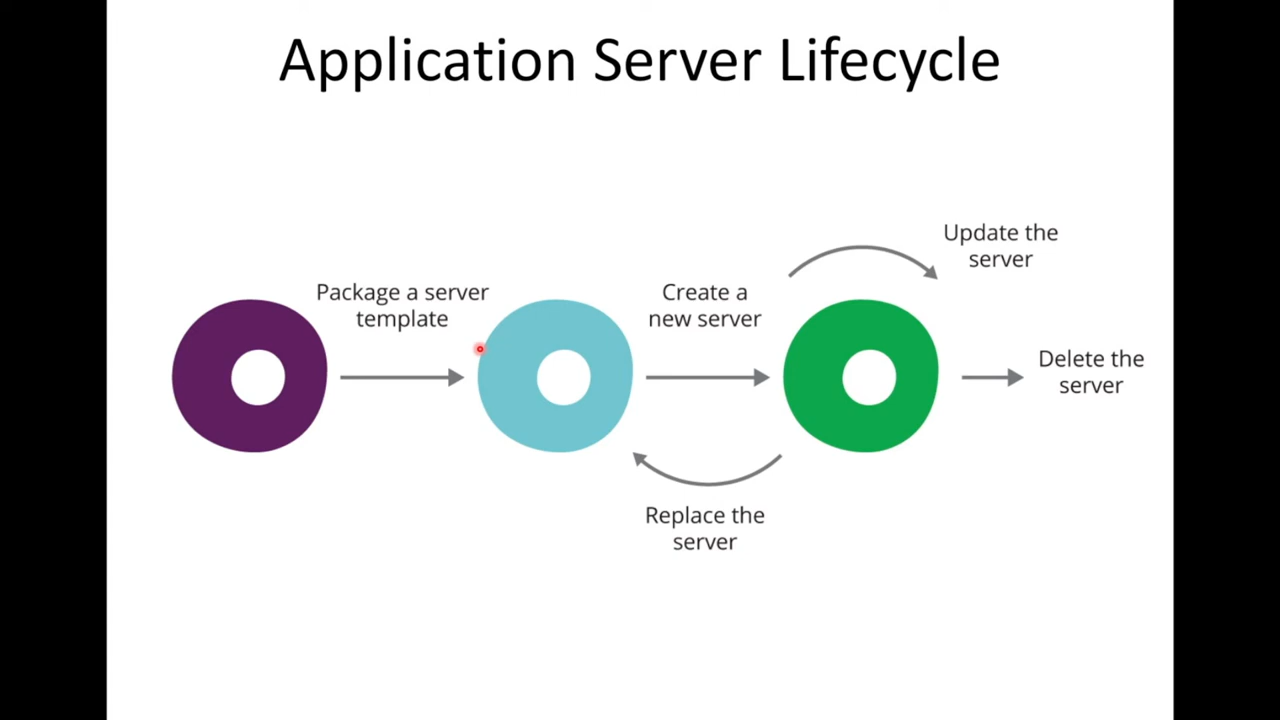 Application Server Lifecycle
Update the
server
Package a server
template
Create a
new server
Delete the
server
Replace the
server